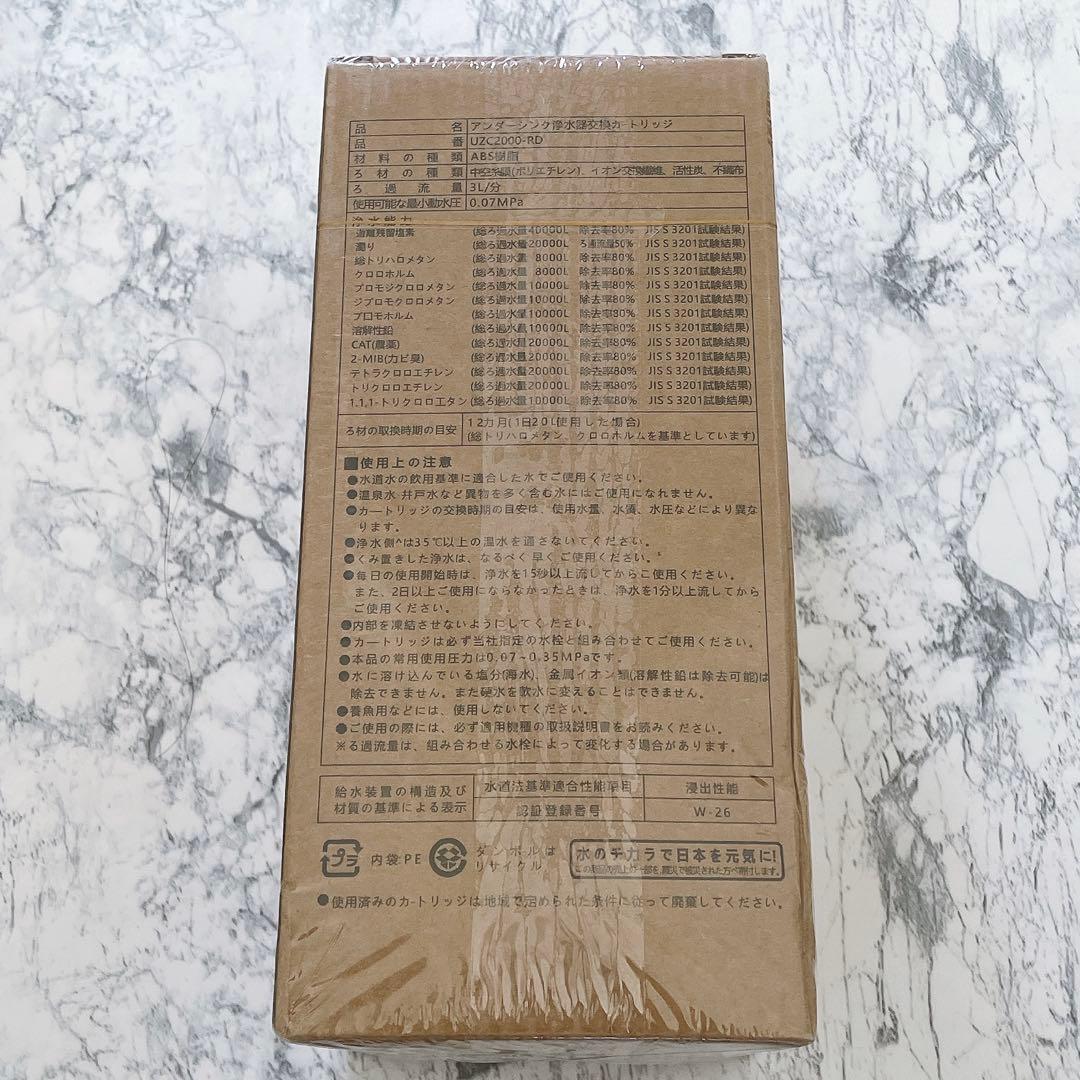 品名 アンダーシンク浄水器交換カートリッジ
品番 UZC2000-RD
材料の種類 ABS樹脂
ろ材の種類 中空糸膜(ポリエチレン)、イオン交換繊維、活性炭、不織布
ろ過流量 3L/分
使用可能な最小動水圧 0.07MPa
浄水能力
遊離残留塩素 (総ろ過水量40000L 除去率80% JIS S 3201試験結果)
濁り (総ろ過水量20000L ろ過流量50% JIS S 3201試験結果)
総トリハロメタン (総ろ過水量 8000L 除去率80% JIS S 3201試験結果)
クロロホルム (総ろ過水量 8000L 除去率80% JIS S 3201試験結果)
プロモジクロロメタン (総ろ過水量10000L 除去率80% JIS S 3201試験結果)
ジプロモクロロメタン (総ろ過水量10000L 除去率80% JIS S 3201試験結果)
プロモホルム (総ろ過水量10000L 除去率80% JIS S 3201試験結果)
溶解性鉛 (総ろ過水量10000L 除去率80% JIS S 3201試験結果)
CAT(農薬) (総ろ過水量20000L 除去率80% JIS S 3201試験結果)
2-MIB(カビ臭) (総ろ過水量20000L 除去率80% JIS S 3201試験結果)
テトラクロロエチレン (総ろ過水量20000L 除去率80% JIS S 3201試験結果)
トリクロロエチレン (総ろ過水量20000L 除去率80% JIS S 3201試験結果)
1.1,1-トリクロロエタン (総ろ過水量10000L 除去率80% JIS S 3201試験結果)
ろ材の取換時期の目安 12カ月(1日20L使用した場合)
(総トリハロメタン、クロロホルムを基準としています)
■使用上の注意
●水道水の飲用基準に適合した水でご使用ください。
●温泉水・井戸水など異物を多く含む水にはご使用になれません。
●カートリッジの交換時期の目安は、使用水量、水質、水圧などにより異な
ります。
●浄水側へは35℃以上の温水を通さないでください。
●くみ置きした浄水は、なるべく早くご使用ください。
●毎日の使用開始時は、浄水を15秒以上流してからご使用ください。
また、2日以上ご使用にならなかったときは、浄水を1分以上流してから
ご使用ください。
●内部を凍結させないようにしてください。
●カートリッジは必ず当社指定の水栓と組み合わせてご使用ください。
●本品の常用使用圧力は0.07~0.35MPaです。
●水に溶け込んでいる塩分(海水)、金属イオン類(溶解性鉛は除去可能)は
除去できません。また硬水を軟水に変えることはできません。
●養魚用などには、使用しないでください。
●ご使用の際には、必ず適用機種の取扱説明書をお読みください。
※ろ過流量は、組み合わせる水栓によって変化する場合があります。
給水装置の構造及び 水道法基準適合性能項目 浸出性能
材質の基準による表示 認証登録番号 W-26
プラ 内袋:PE ダンボールは
リサイクル
水のチカラで日本を元気に!
この商品の売上げ一部を、震災で被災された方へ寄付します。
●使用済みのカートリッジは地域で定められた条件に従って廃棄してください。